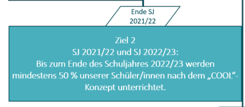 Ende SJ
2021/22
Ziel 2
SJ 2021/22 und SJ 2022/23:
Bis zum Ende des Schuljahres 2022/23 werden
mindestens 50 % unserer Schüler/innen nach dem „COOL“-
Konzept unterrichtet.